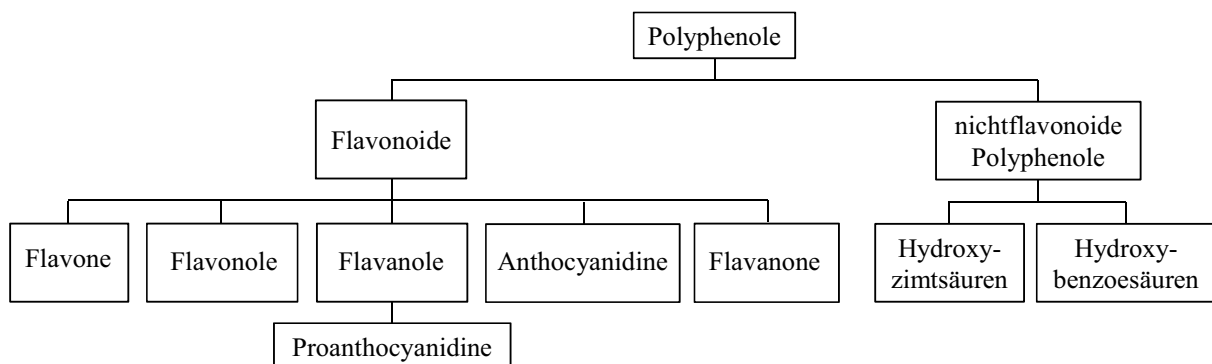 Polyphenole
Flavonoide
nichtflavonoide
Polyphenole
Flavone
Flavonole
Flavanole
Anthocyanidine
Flavanone
Hydroxy-
zimtsäuren
Hydroxy-
benzoesäuren
Proanthocyanidine